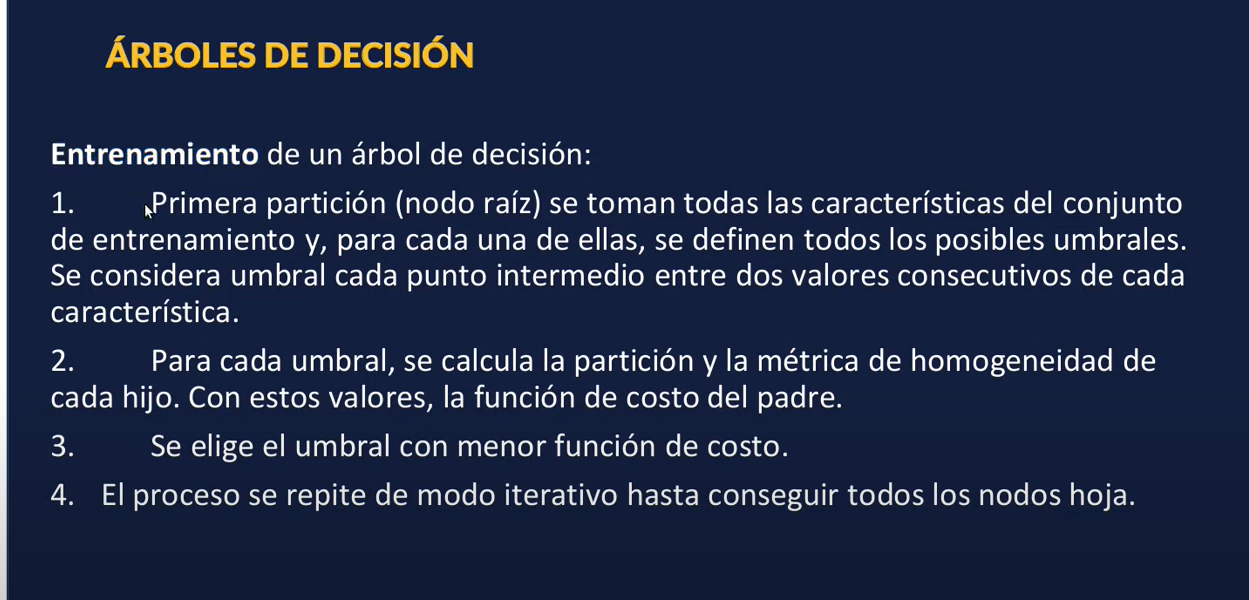 ÁRBOLES DE DECISIÓN
Entrenamiento de un árbol de decisión:
1. Primera partición (nodo raíz) se toman todas las características del conjunto
de entrenamiento y, para cada una de ellas, se definen todos los posibles umbrales.
Se considera umbral cada punto intermedio entre dos valores consecutivos de cada
característica.
2. Para cada umbral, se calcula la partición y la métrica de homogeneidad de
cada hijo. Con estos valores, la función de costo del padre.
3. Se elige el umbral con menor función de costo.
4. El proceso se repite de modo iterativo hasta conseguir todos los nodos hoja.